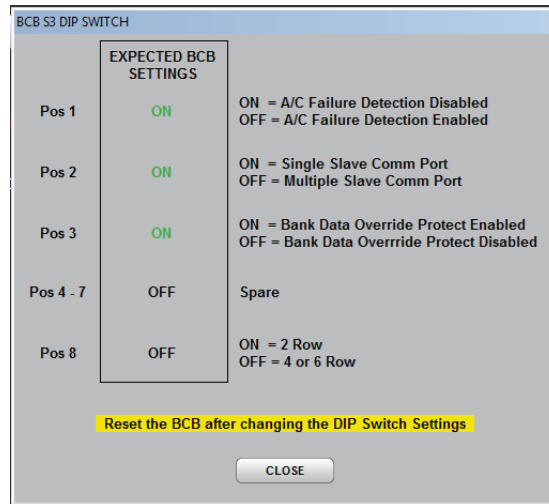 BCB S3 DIP SWITCH
EXPECTED BCB
SETTINGS
Pos 1
ON
ON = A/C Failure Detection Disabled
OFF = A/C Failure Detection Enabled
Pos 2
ON
ON = Single Slave Comm Port
OFF = Multiple Slave Comm Port
Pos 3
ON
ON = Bank Data Override Protect Enabled
OFF = Bank Data Overrride Protect Disabled
Pos 4 - 7
OFF
Spare
Pos 8
OFF
ON = 2 Row
OFF = 4 or 6 Row
Reset the BCB after changing the DIP Switch Settings
CLOSE